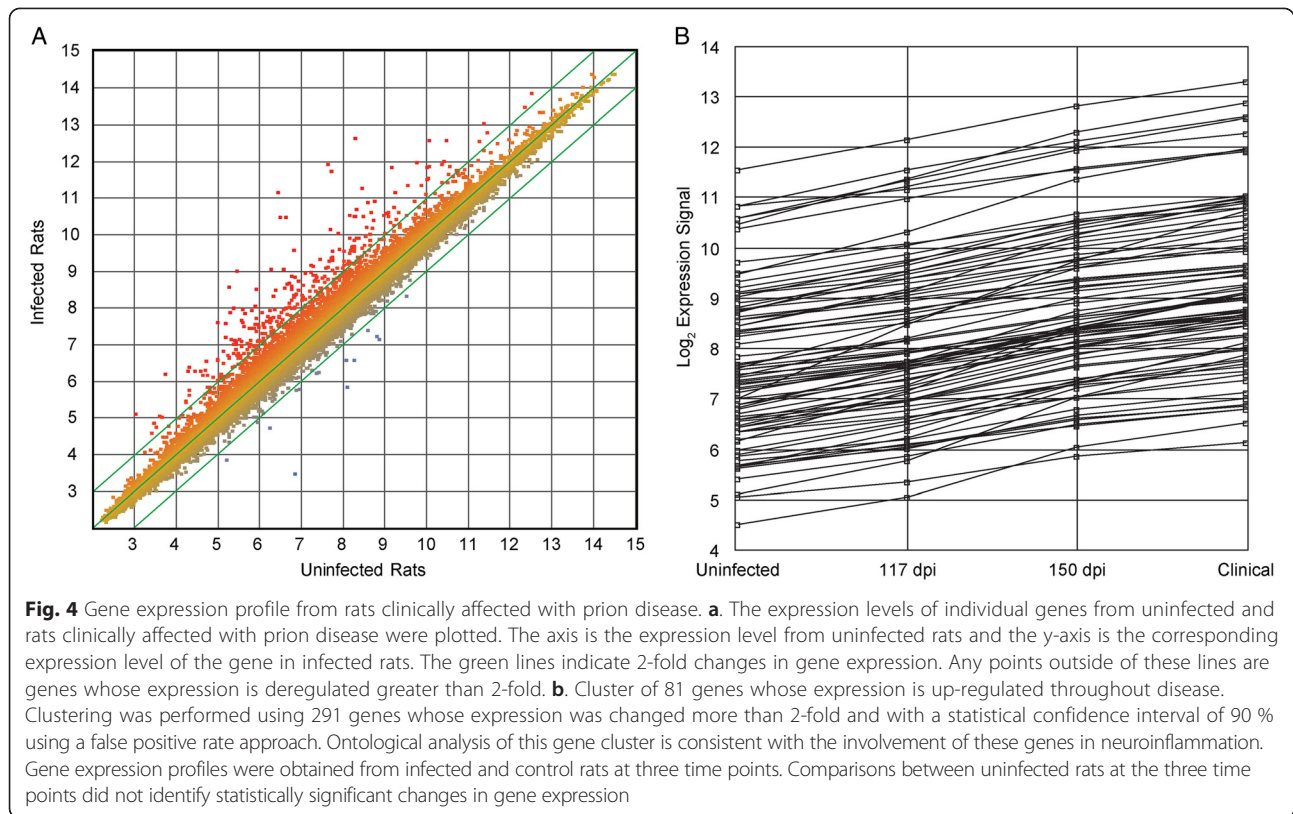 A
15
14
13
12
11
10
9
8
7
6
5
4
3
Infected Rats
3 4 5 6 7 8 9 10 11 12 13 14 15
Uninfected Rats
B
14
13
12
11
10
9
8
7
6
5
4
Log₂ Expression Signal
Uninfected 117 dpi 150 dpi Clinical
Fig. 4 Gene expression profile from rats clinically affected with prion disease. a. The expression levels of individual genes from uninfected and
rats clinically affected with prion disease were plotted. The axis is the expression level from uninfected rats and the y-axis is the corresponding
expression level of the gene in infected rats. The green lines indicate 2-fold changes in gene expression. Any points outside of these lines are
genes whose expression is deregulated greater than 2-fold. b. Cluster of 81 genes whose expression is up-regulated throughout disease.
Clustering was performed using 291 genes whose expression was changed more than 2-fold and with a statistical confidence interval of 90 %
using a false positive rate approach. Ontological analysis of this gene cluster is consistent with the involvement of these genes in neuroinflammation.
Gene expression profiles were obtained from infected and control rats at three time points. Comparisons between uninfected rats at the three time
points did not identify statistically significant changes in gene expression